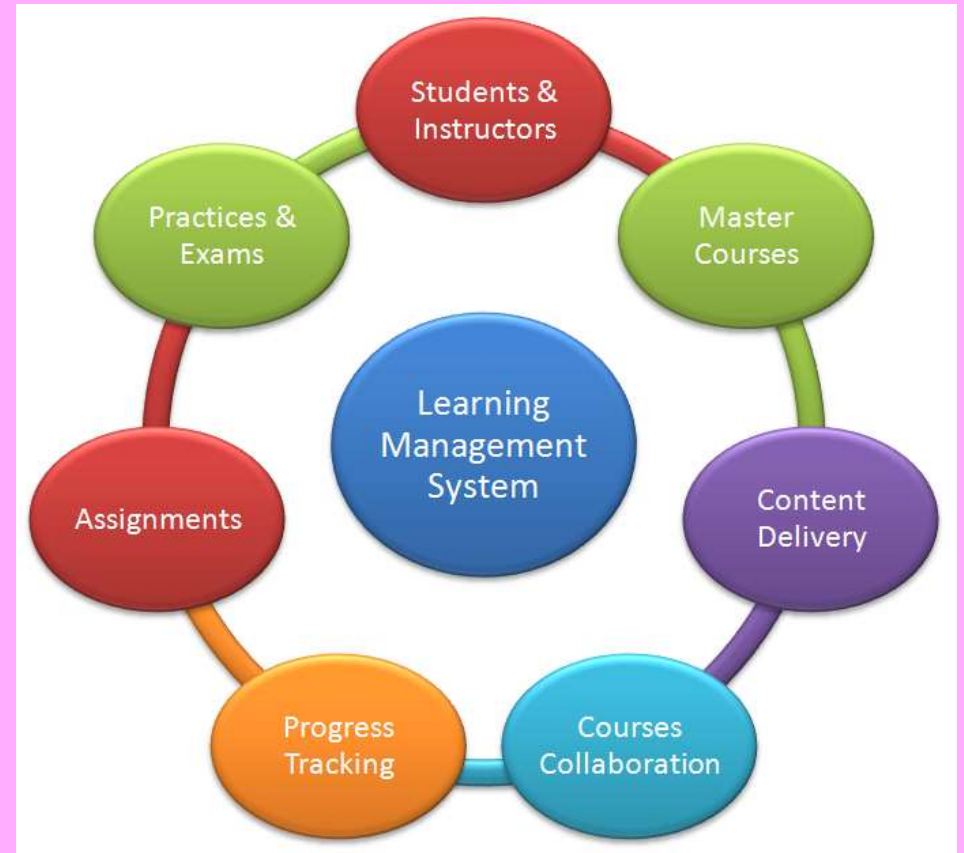 Students &
Instructors
Master
Courses
Content
Delivery
Courses
Collaboration
Progress
Tracking
Assignments
Practices &
Exams
Learning
Management
System